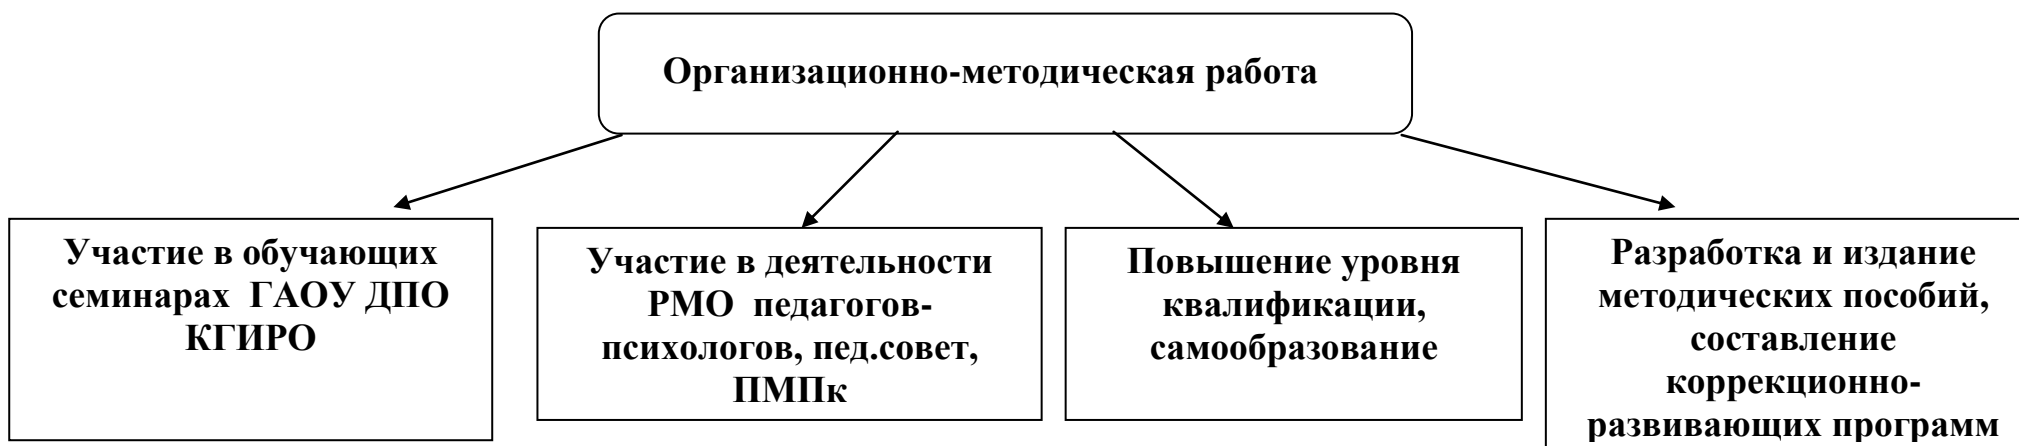 Организационно-методическая работа
Участие в обучающих
семинарах ГАОУ ДПО
КГИРО
Участие в деятельности
РМО педагогов-
психологов, пед.совет,
ПМПк
Повышение уровня
квалификации,
самообразование
Разработка и издание
методических пособий,
составление
коррекционно-
развивающих программ